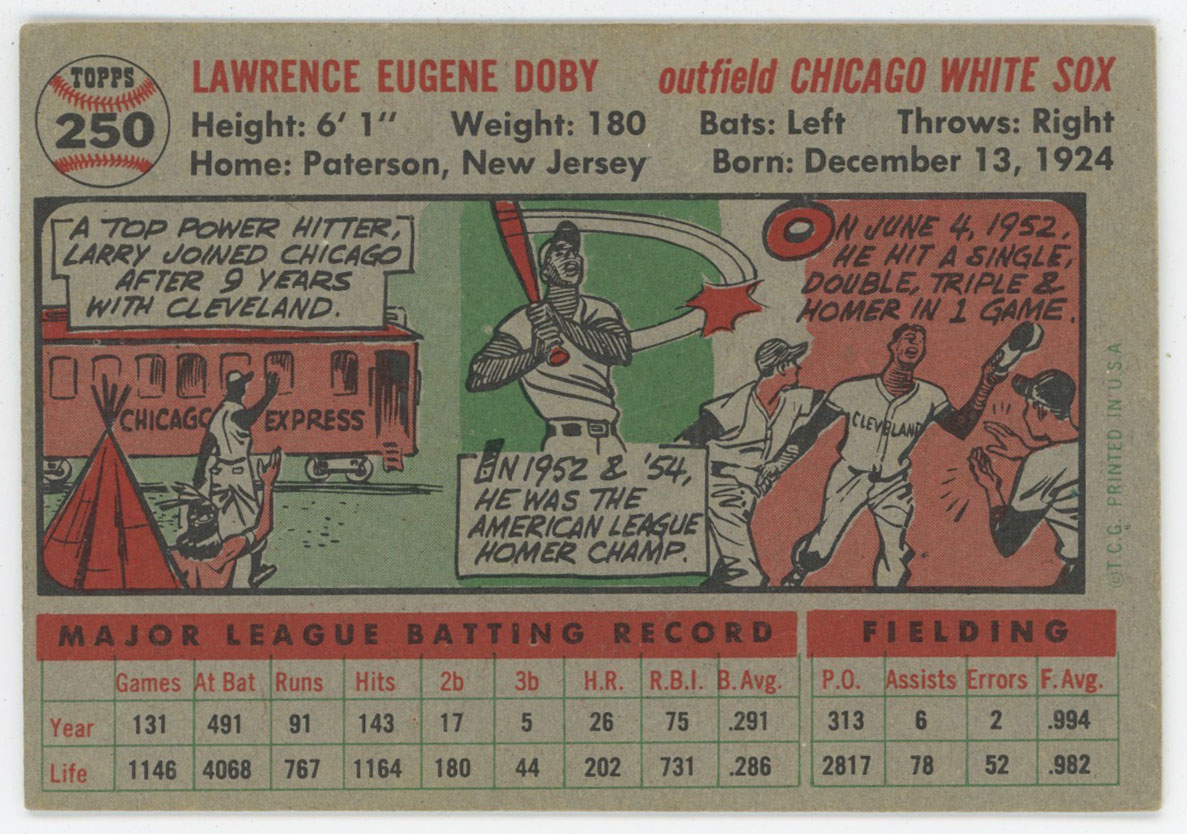 TOPPS
250
LAWRENCE EUGENE DOBY outfield CHICAGO WHITE SOX
Height: 6' 1" Weight: 180 Bats: Left Throws: Right
Home: Paterson, New Jersey Born: December 13, 1924
A TOP POWER HITTER,
LARRY JOINED CHICAGO
AFTER 9 YEARS
WITH CLEVELAND.
CHICAGO EXPRESS
IN 1952 & '54,
HE WAS THE
AMERICAN LEAGUE
HOMER CHAMP.
ON JUNE 4, 1952,
HE HIT A SINGLE,
DOUBLE, TRIPLE &
HOMER IN 1 GAME.
CLEVELAND
©T.C.G. PRINTED IN U.S.A.
MAJOR LEAGUE BATTING RECORD FIELDING
Games At Bat Runs Hits 2b 3b H.R. R.B.I. B. Avg. P.O. Assists Errors F. Avg.
Year 131 491 91 143 17 5 26 75 .291 313 6 2 .994
Life 1146 4068 767 1164 180 44 202 731 .286 2817 78 52 .982